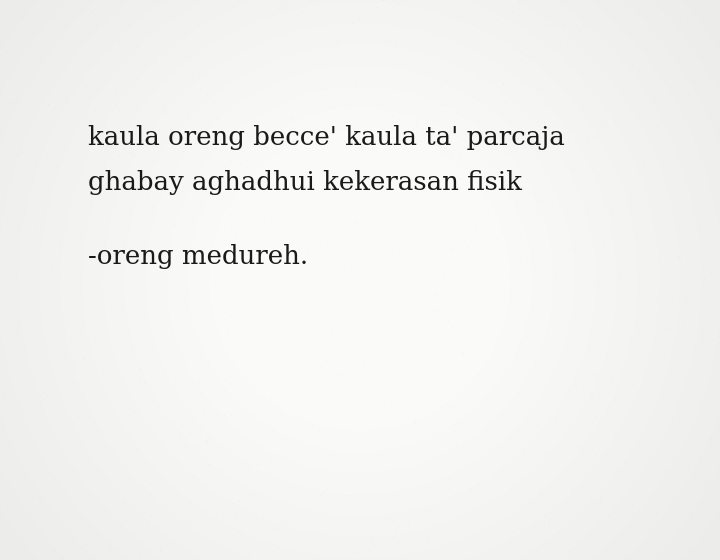 kaula oreng becce' kaula ta' parcaja
ghabay aghadhui kekerasan fisik
-oreng medureh.